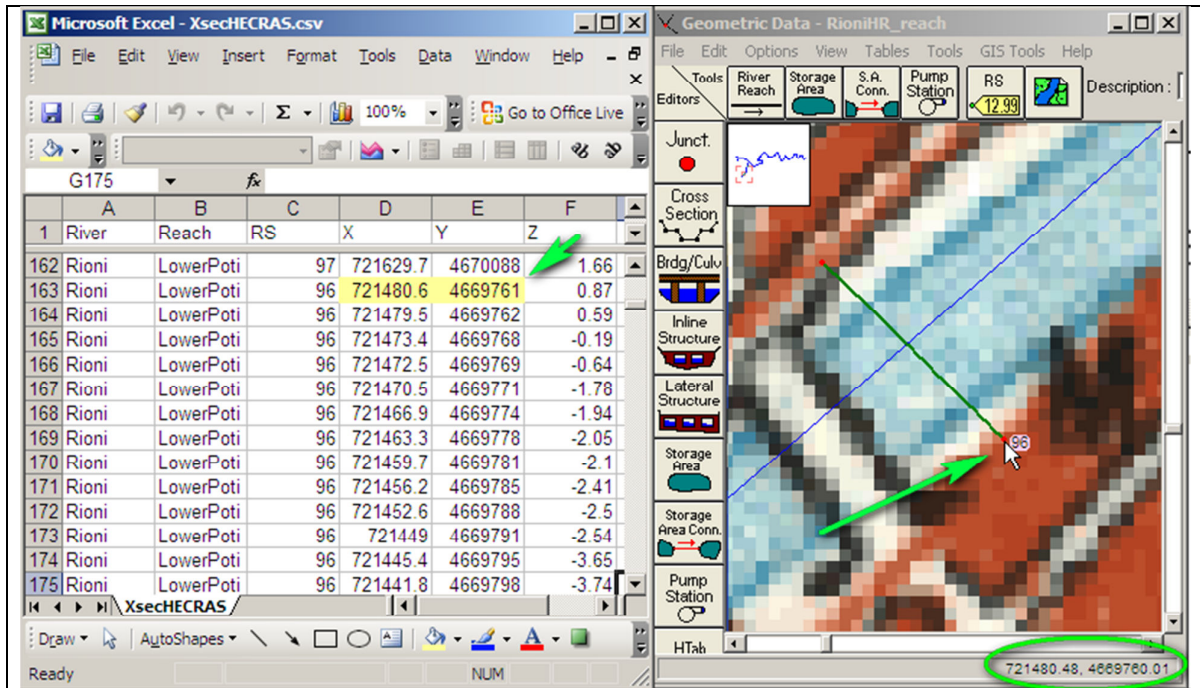 Microsoft Excel - XsecHECRAS.csv
File Edit View Insert Format Tools Data Window Help
100% Go to Office Live
G175 fx
A B C D E F
1 River Reach RS X Y Z
162 Rioni LowerPoti 97 721629.7 4670088 1.66
163 Rioni LowerPoti 96 721480.6 4669761 0.87
164 Rioni LowerPoti 96 721479.5 4669762 0.59
165 Rioni LowerPoti 96 721473.4 4669768 -0.19
166 Rioni LowerPoti 96 721472.5 4669769 -0.64
167 Rioni LowerPoti 96 721470.5 4669771 -1.78
168 Rioni LowerPoti 96 721466.9 4669774 -1.94
169 Rioni LowerPoti 96 721463.3 4669778 -2.05
170 Rioni LowerPoti 96 721459.7 4669781 -2.1
171 Rioni LowerPoti 96 721456.2 4669785 -2.41
172 Rioni LowerPoti 96 721452.6 4669788 -2.5
173 Rioni LowerPoti 96 721449 4669791 -2.54
174 Rioni LowerPoti 96 721445.4 4669795 -3.65
175 Rioni LowerPoti 96 721441.8 4669798 -3.74
XsecHECRAS
Draw AutoShapes A
Ready NUM
Geometric Data - RioniHR_reach
File Edit Options View Tables Tools GIS Tools Help
Tools
Editors
River
Reach
Storage
Area
S.A.
Conn.
Pump
Station
RS
12.99
Description :
Junct.
Cross
Section
Brdg/Culv
Inline
Structure
Lateral
Structure
Storage
Area
Storage
Area Conn.
Pump
Station
HTab
96
721480.48, 4669760.01